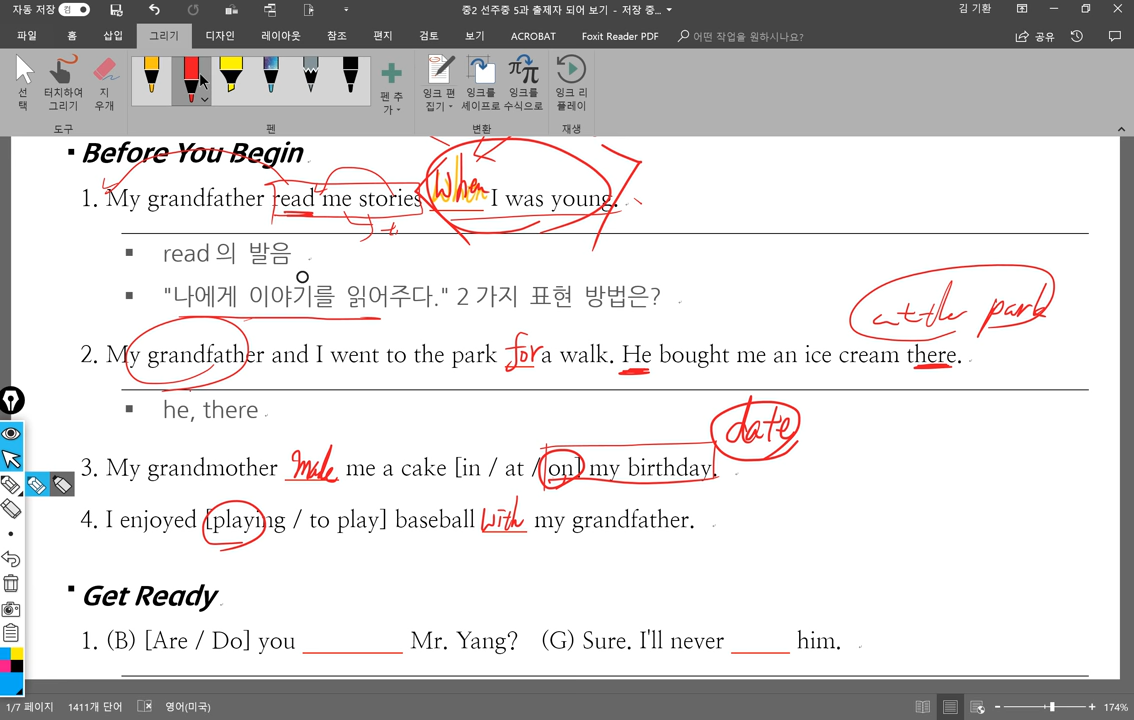 자동 저장 컴 중2 선주중 5과 출제자 되어 보기 - 저장 중... 김 기환
파일 홈 삽입 그리기 디자인 레이아웃 참조 편지 검토 보기 ACROBAT Foxit Reader PDF 어떤 작업을 원하시나요? 공유
선택 터치하여 그리기 지우개 펜 추가 잉크 편집기 잉크를 셰이프로 잉크를 수식으로 잉크 리플레이
도구 펜 변환 재생
Before You Begin
1. My grandfather read me stories when I was young.
read 의 발음
"나에게 이야기를 읽어주다." 2 가지 표현 방법은?
at the park
2. My grandfather and I went to the park for a walk. He bought me an ice cream there.
he, there
date
3. My grandmother made me a cake [in / at / on] my birthday.
4. I enjoyed [playing / to play] baseball with my grandfather.
Get Ready
1. (B) [Are / Do] you ________ Mr. Yang? (G) Sure. I'll never _____ him.
1/7 페이지 1411개 단어 영어(미국) 174%